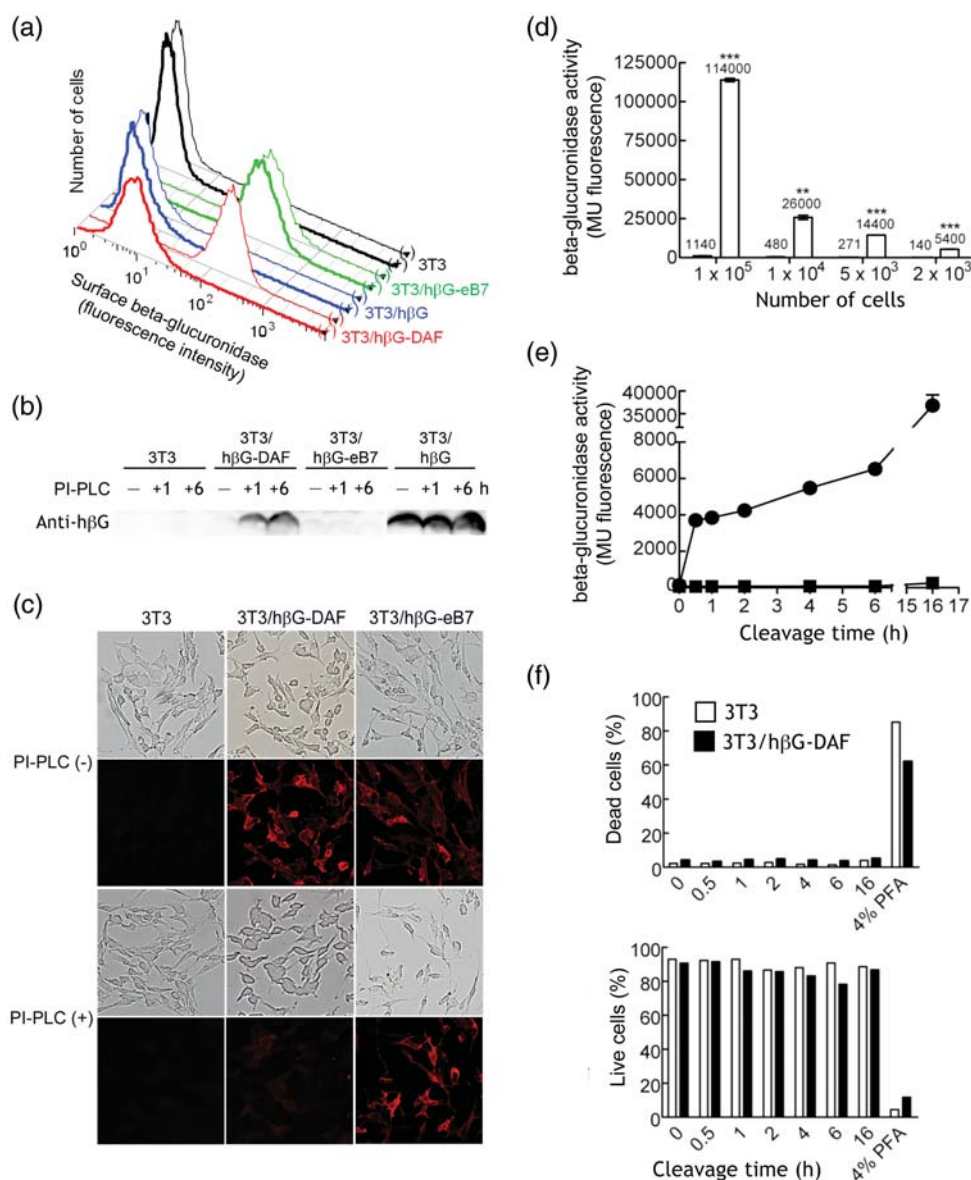 (a)
Number of cells
10⁰
10¹
10²
10³
Surface beta-glucuronidase
(fluorescence intensity)
3T3
3T3/hβG-eB7
3T3/hβG
3T3/hβG-DAF
(b)
3T3
3T3/
hβG-DAF
3T3/
hβG-eB7
3T3/
hβG
PI-PLC — +1 +6 — +1 +6 — +1 +6 — +1 +6 h
Anti-hβG
(c)
3T3 3T3/hβG-DAF 3T3/hβG-eB7
PI-PLC (-)
PI-PLC (+)
(d)
beta-glucuronidase activity
(MU fluorescence)
125000
100000
75000
50000
25000
0
***
114000
1140
**
26000
480
***
14400
271
***
5400
140
1 x 10⁵ 1 x 10⁴ 5 x 10³ 2 x 10³
Number of cells
(e)
beta-glucuronidase activity
(MU fluorescence)
40000
35000
8000
6000
4000
2000
0
0 1 2 3 4 5 6 15 16 17
Cleavage time (h)
(f)
Dead cells (%)
100
80
60
40
20
0
3T3
3T3/hβG-DAF
0 0.5 1 2 4 6 16 4% PFA
Live cells (%)
100
80
60
40
20
0
0 0.5 1 2 4 6 16 4% PFA
Cleavage time (h)